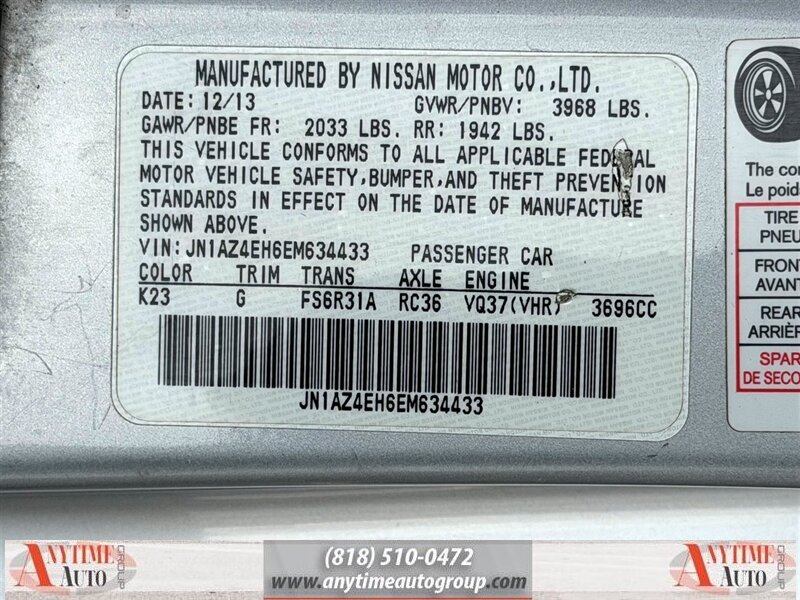 MANUFACTURED BY NISSAN MOTOR CO.,LTD.
DATE: 12/13 GVWR/PNBV: 3968 LBS.
GAWR/PNBE FR: 2033 LBS. RR: 1942 LBS.
THIS VEHICLE CONFORMS TO ALL APPLICABLE FEDERAL
MOTOR VEHICLE SAFETY,BUMPER,AND THEFT PREVENTION
STANDARDS IN EFFECT ON THE DATE OF MANUFACTURE
SHOWN ABOVE.
VIN: JN1AZ4EH6EM634433 PASSENGER CAR
COLOR TRIM TRANS AXLE ENGINE
K23 G FS6R31A RC36 VQ37(VHR) 3696CC
JN1AZ4EH6EM634433
The co
Le poida
TIRE
PNEU
FRON
AVANT
REAR
ARRIÈR
SPAR
DE SECO
ANYTIME
AUTO
GROUP
(818) 510-0472
www.anytimeautogroup.com
ANYTIME
AUTO
GROUP